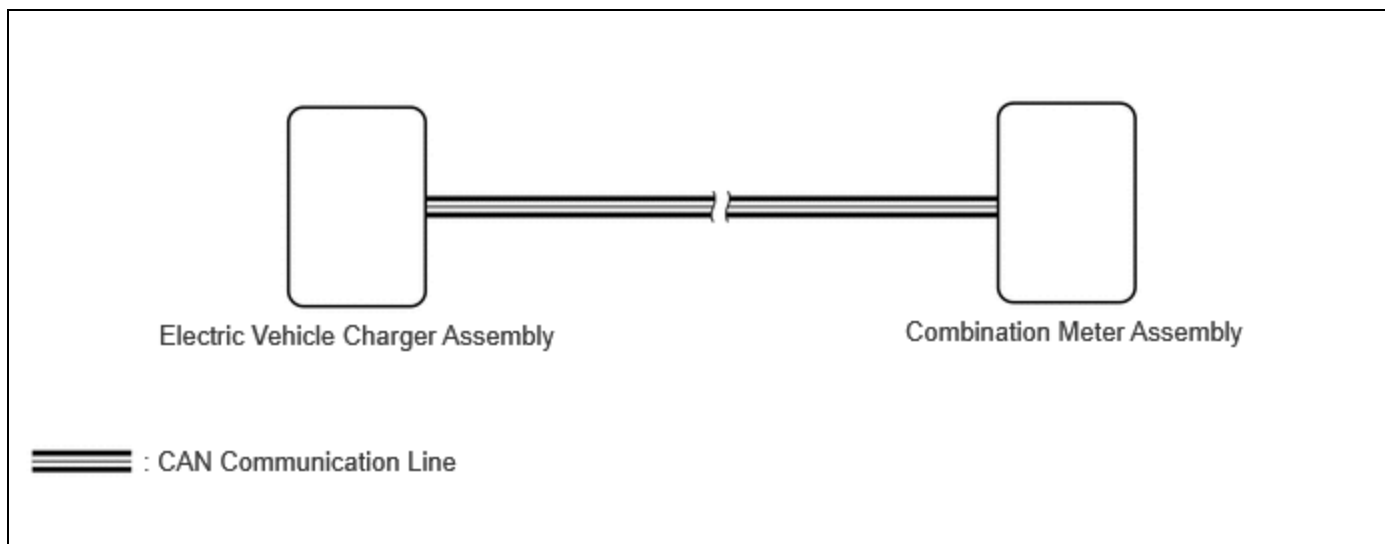 Electric Vehicle Charger Assembly
Combination Meter Assembly
: CAN Communication Line